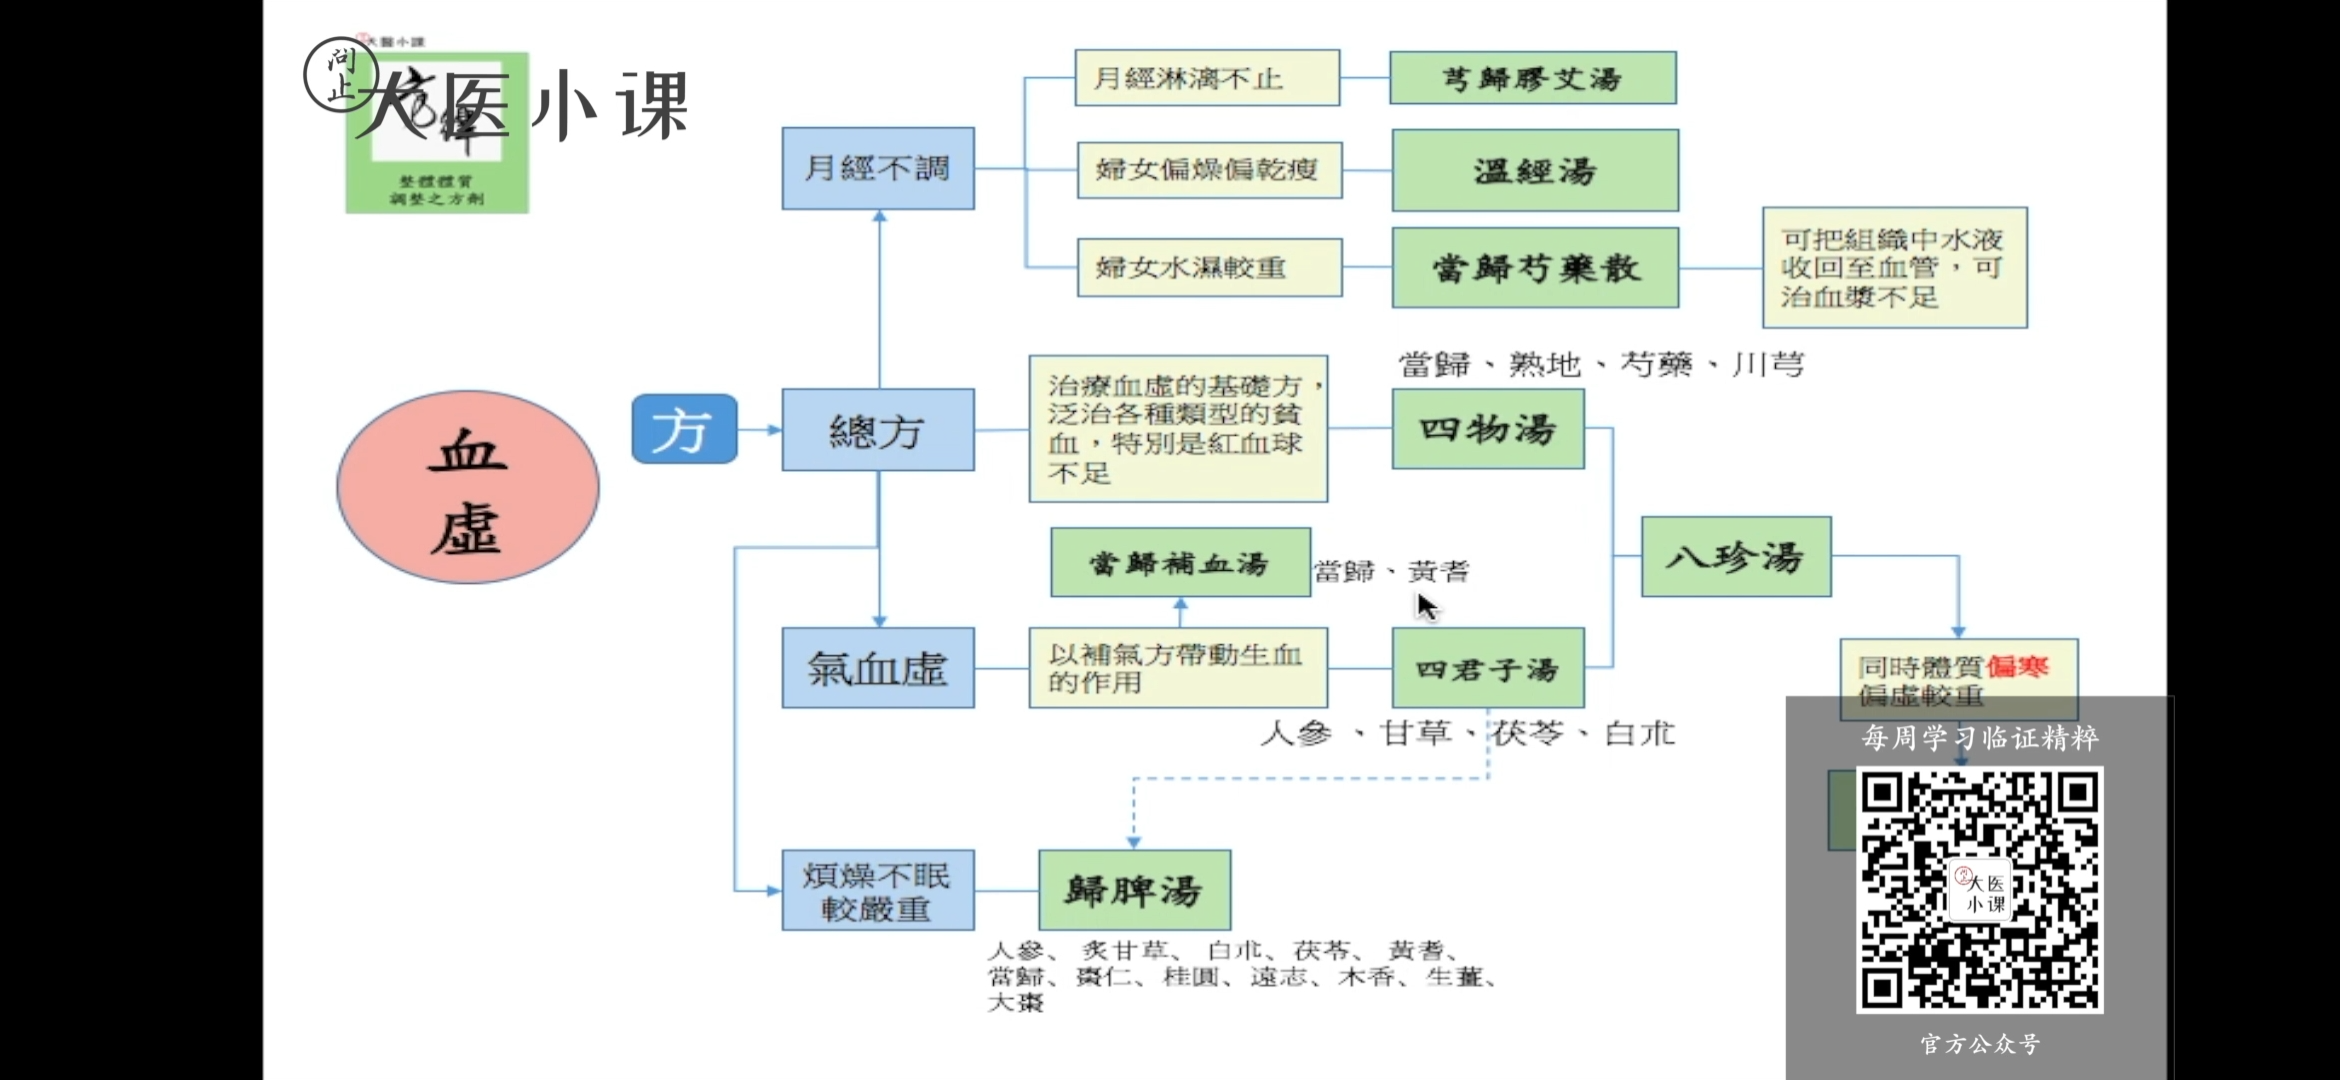 大醫小課
问止
大医小课
整體體質
調整之方劑
血
虛
方
總方
月經不調
月經淋漓不止
芎歸膠艾湯
婦女偏燥偏乾瘦
溫經湯
婦女水濕較重
當歸芍藥散
可把組織中水液
收回至血管，可
治血漿不足
治療血虛的基礎方，
泛治各種類型的貧
血，特別是紅血球
不足
當歸、熟地、芍藥、川芎
四物湯
當歸補血湯
當歸、黃耆
八珍湯
氣血虛
以補氣方帶動生血
的作用
四君子湯
人參、甘草、茯苓、白朮
同時體質偏寒
偏虛較重
煩燥不眠
較嚴重
歸脾湯
人參、炙甘草、白朮、茯苓、黃耆、
當歸、棗仁、桂圓、遠志、木香、生薑、
大棗
每周学习临证精粹
大医
小课
官方公众号